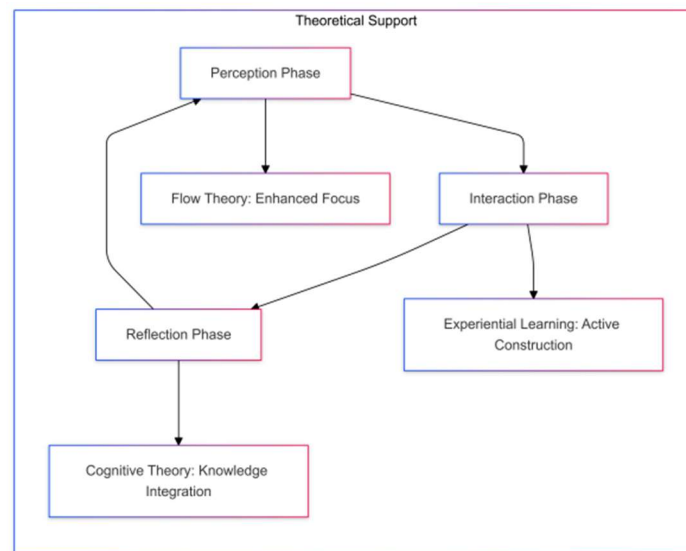 Theoretical Support
Perception Phase
Flow Theory: Enhanced Focus
Interaction Phase
Reflection Phase
Experiential Learning: Active
Construction
Cognitive Theory: Knowledge
Integration